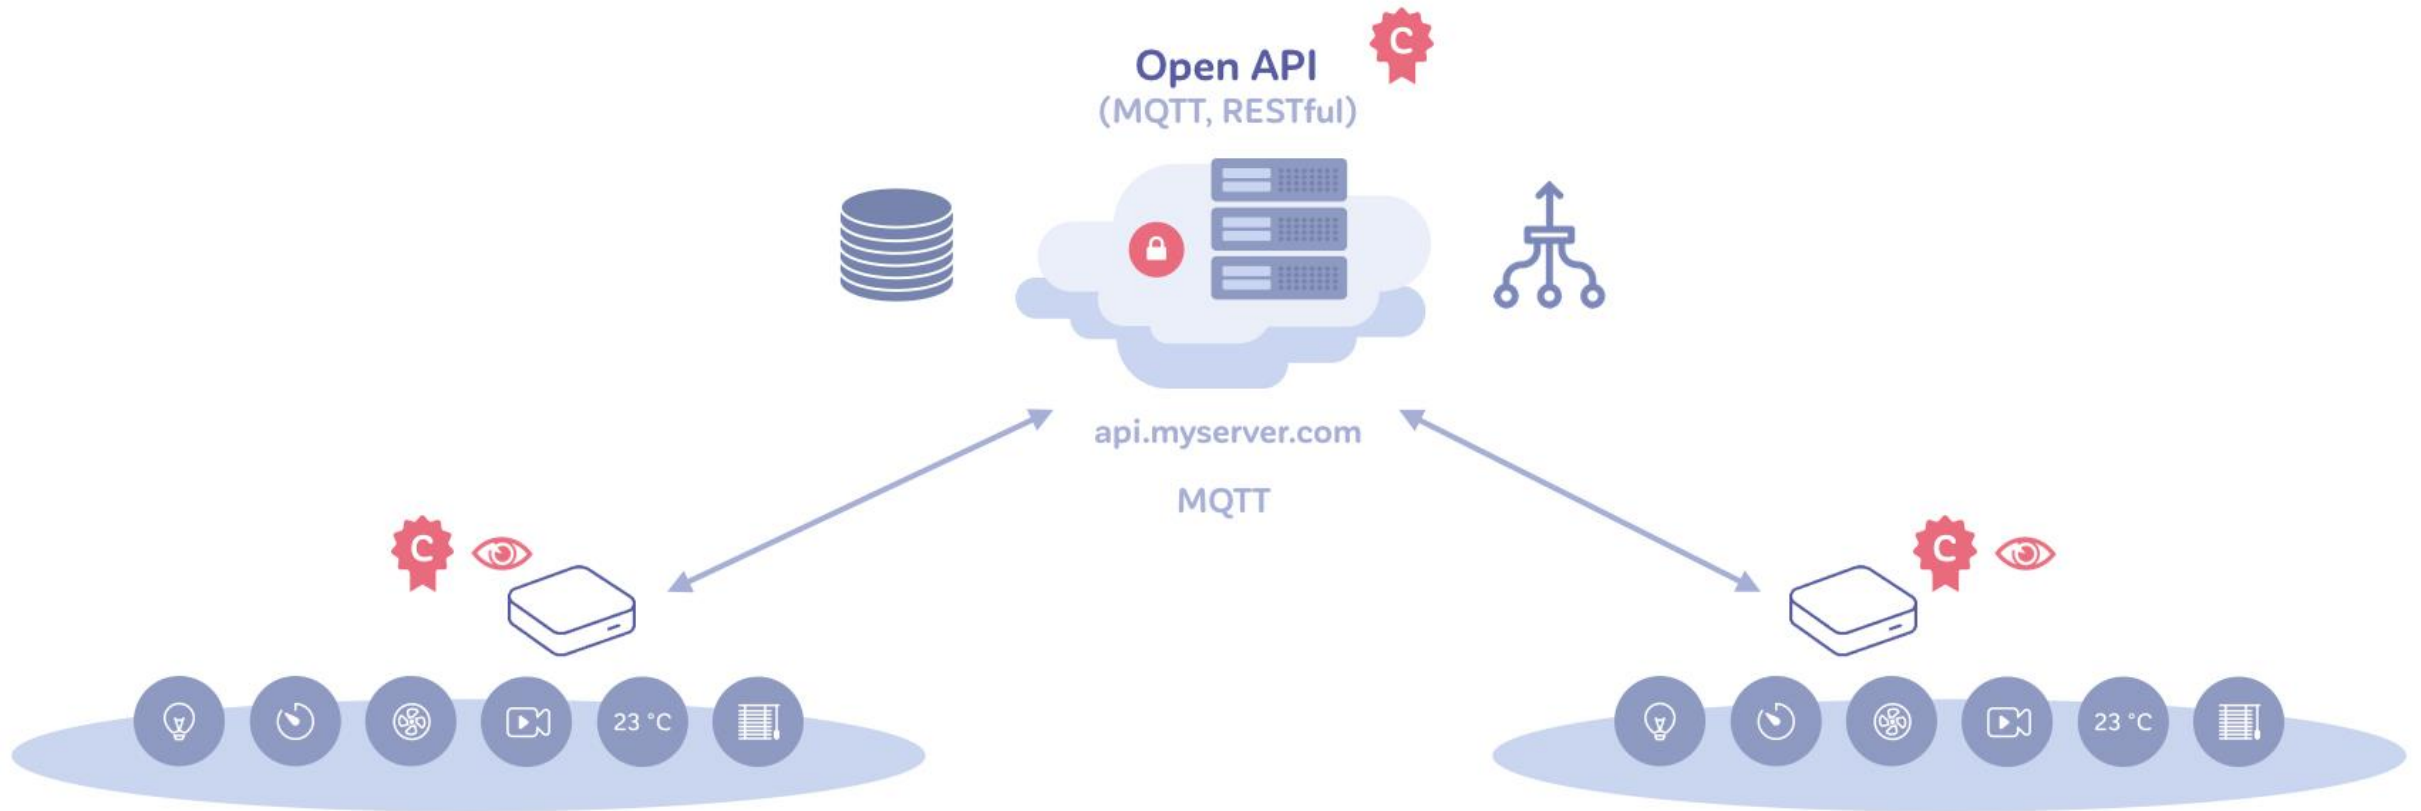 C
Open API
(MQTT, RESTful)
api.myserver.com
MQTT
C
C
23 °C
23 °C